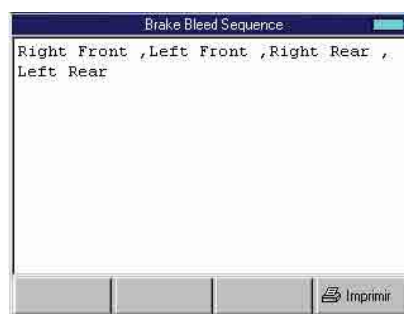 Brake Bleed Sequence
Right Front ,Left Front ,Right Rear ,
Left Rear
Imprimir